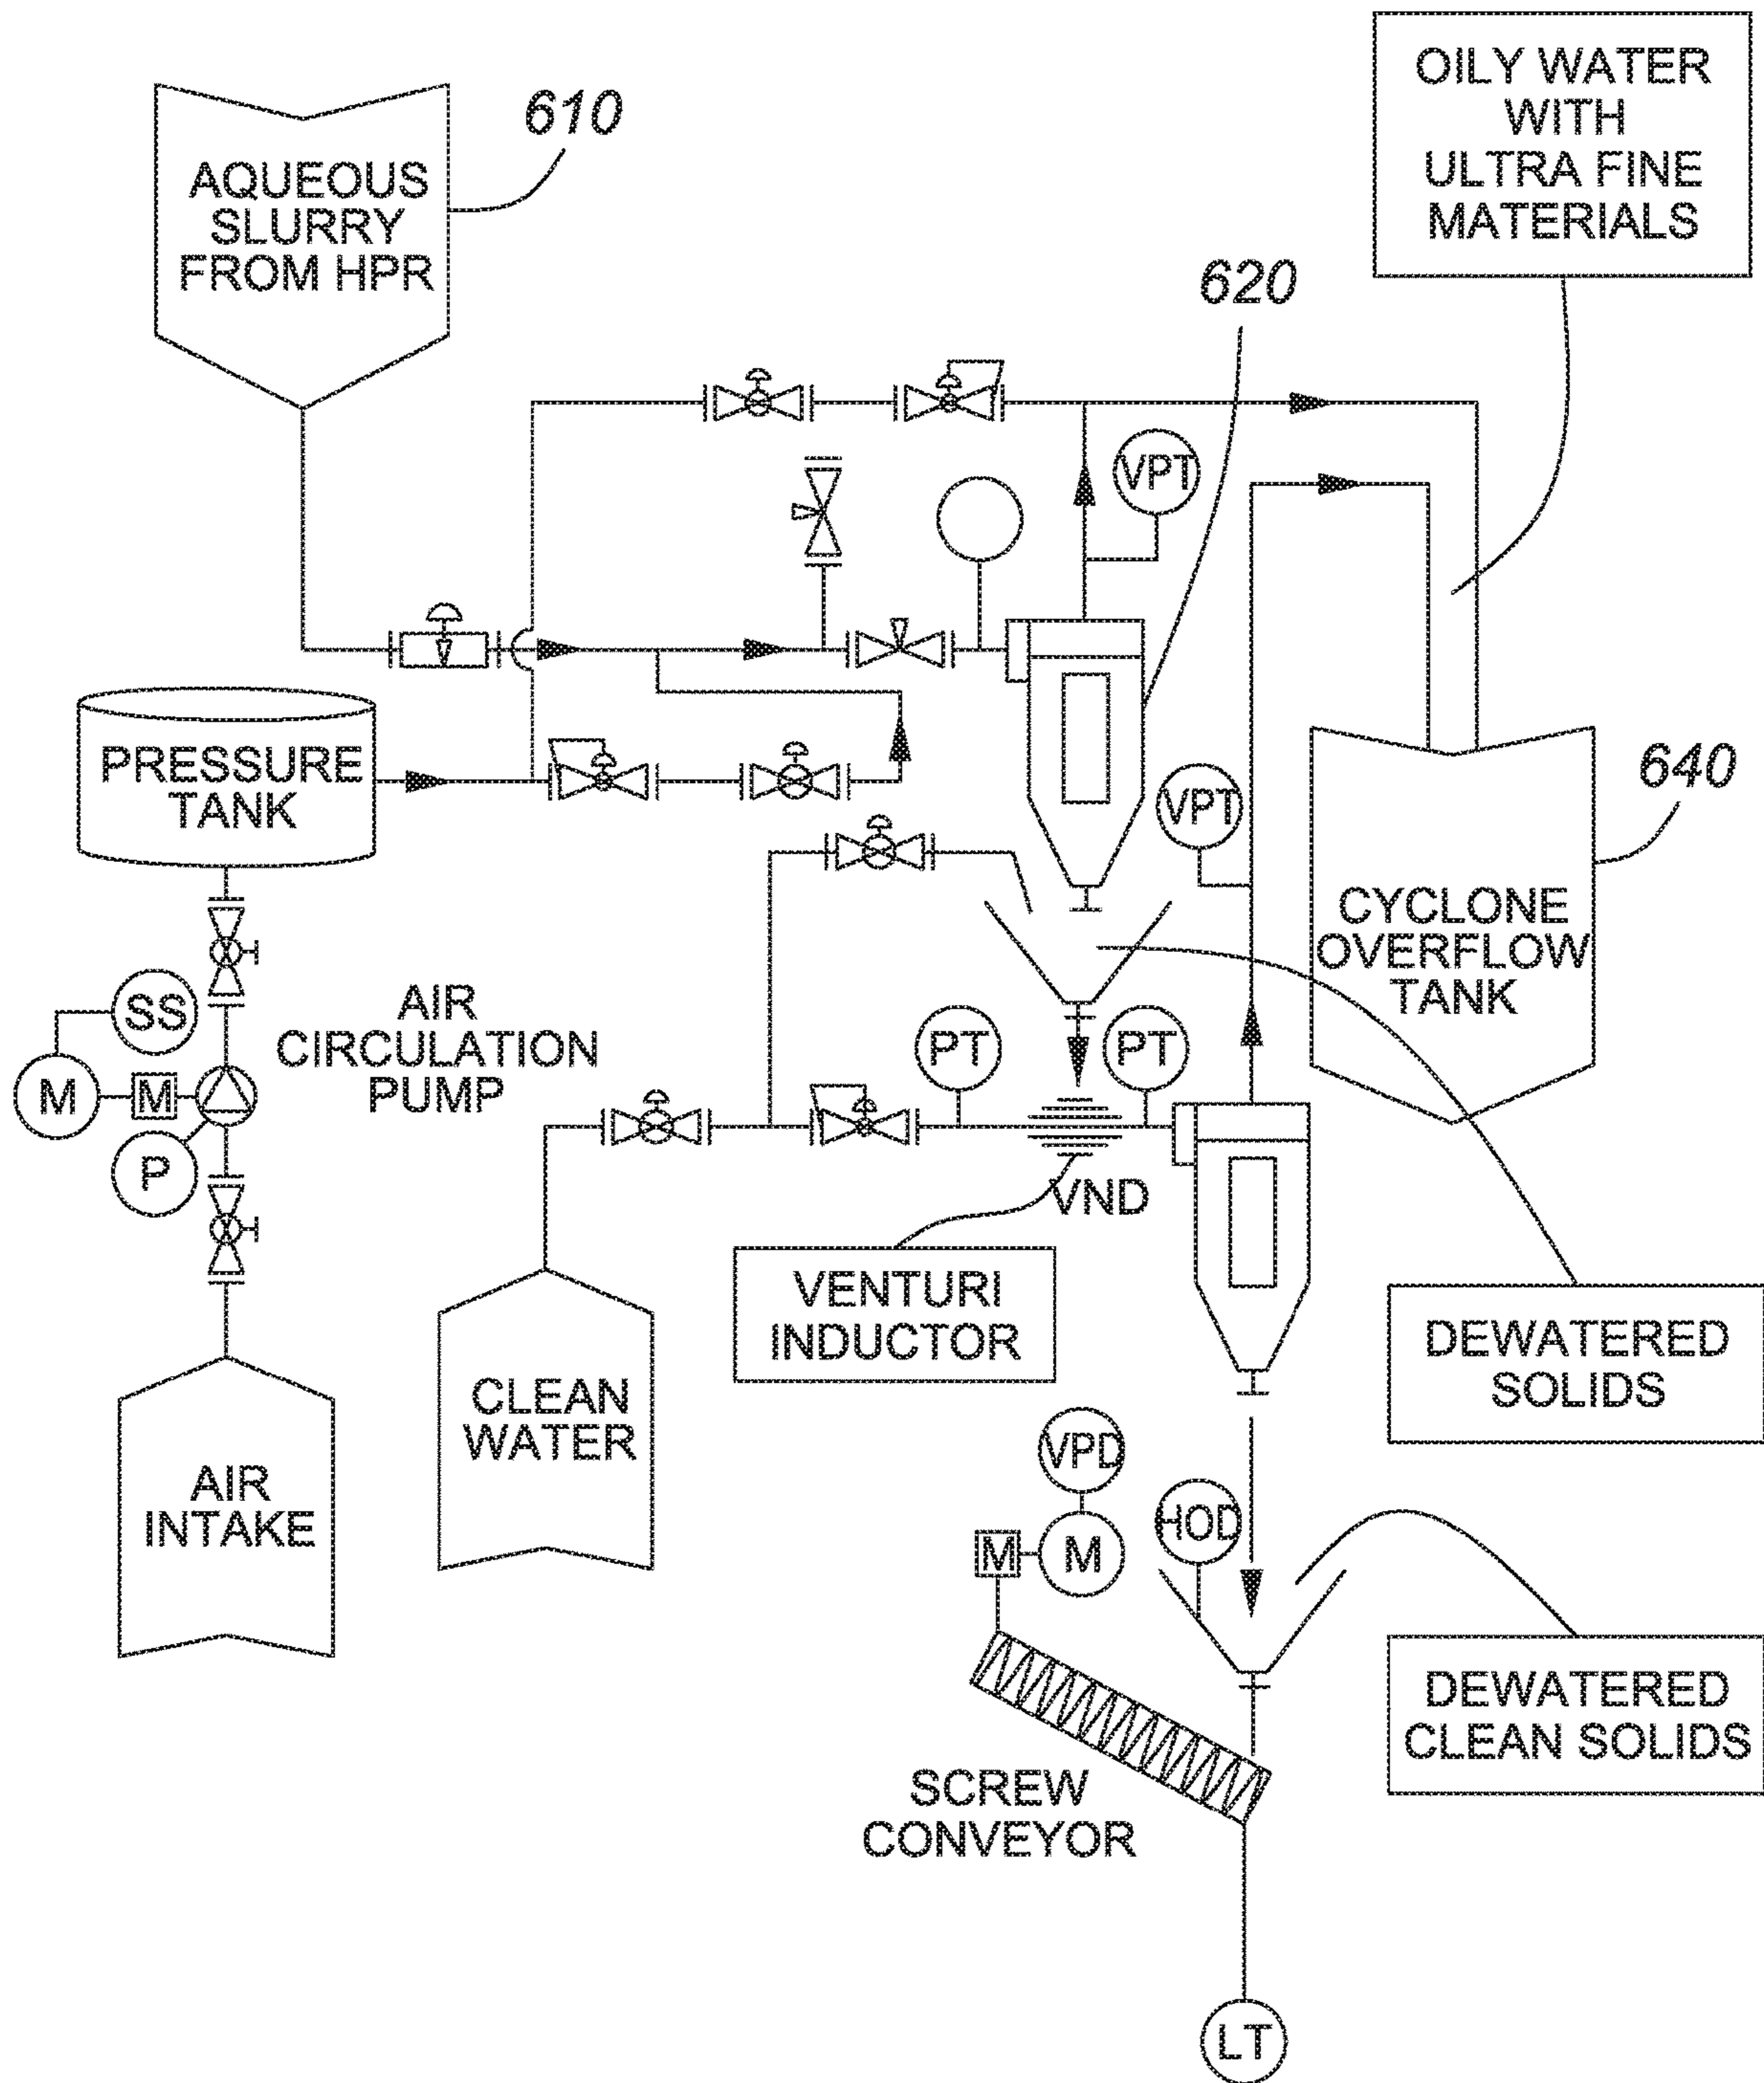 OILY WATER
WITH
ULTRA FINE
MATERIALS
610
AQUEOUS
SLURRY
FROM HPR
620
VPT
PRESSURE
TANK
640
VPT
CYCLONE
OVERFLOW
TANK
SS
AIR
CIRCULATION
PUMP
M
M
P
PT
PT
VND
VENTURI
INDUCTOR
DEWATERED
SOLIDS
CLEAN
WATER
AIR
INTAKE
VPD
HOD
M
M
DEWATERED
CLEAN SOLIDS
SCREW
CONVEYOR
LT